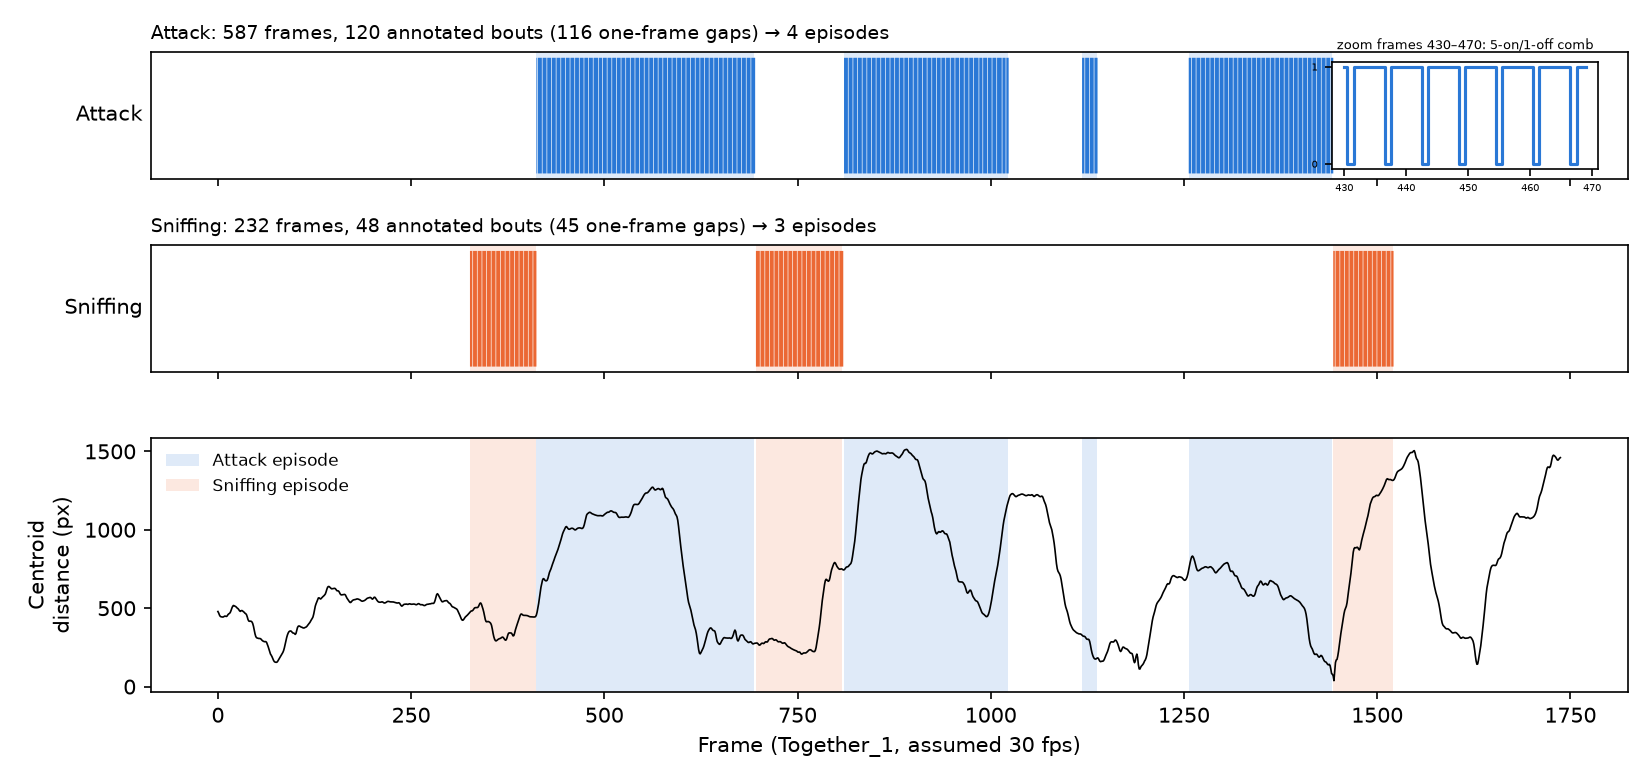 Attack: 587 frames, 120 annotated bouts (116 one-frame gaps) → 4 episodes
zoom frames 430–470: 5-on/1-off comb
Attack
1
0
430 440 450 460 470
Sniffing: 232 frames, 48 annotated bouts (45 one-frame gaps) → 3 episodes
Sniffing
Attack episode
Sniffing episode
Centroid
distance (px)
1500
1000
500
0
0 250 500 750 1000 1250 1500 1750
Frame (Together_1, assumed 30 fps)